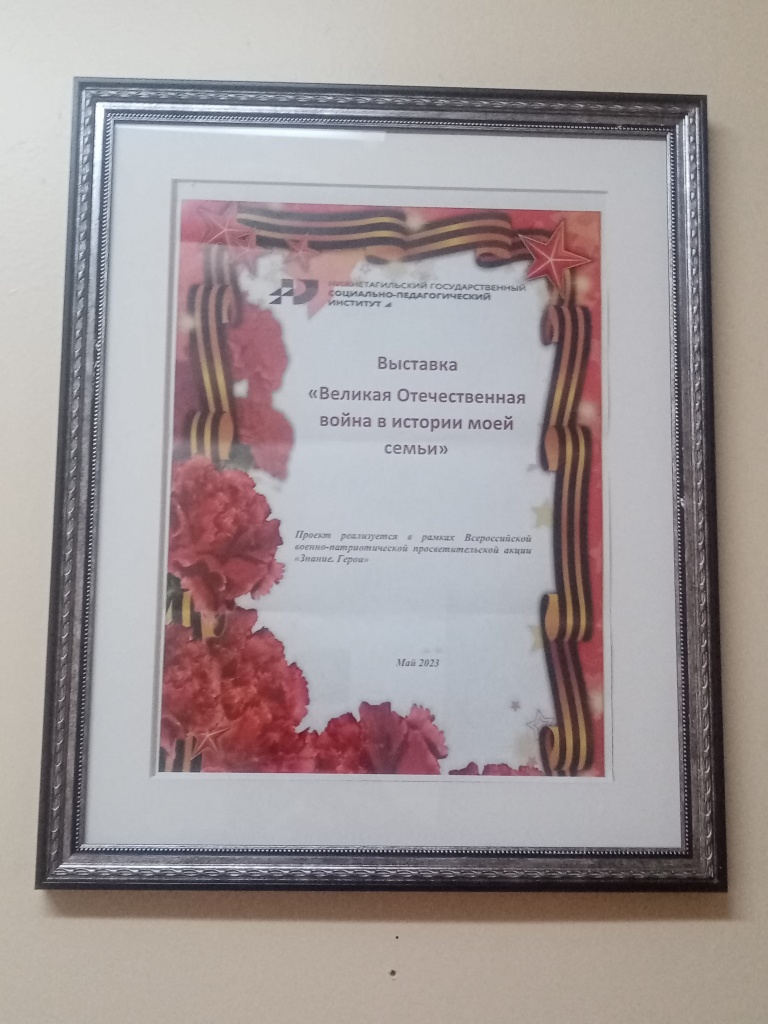 НИЖНЕТАГИЛЬСКИЙ ГОСУДАРСТВЕННЫЙ
СОЦИАЛЬНО-ПЕДАГОГИЧЕСКИЙ
ИНСТИТУТ
Выставка
«Великая Отечественная
война в истории моей
семьи»
Проект реализуется в рамках Всероссийской
военно-патриотической просветительской акции
«Знание. Герои»
Май 2023